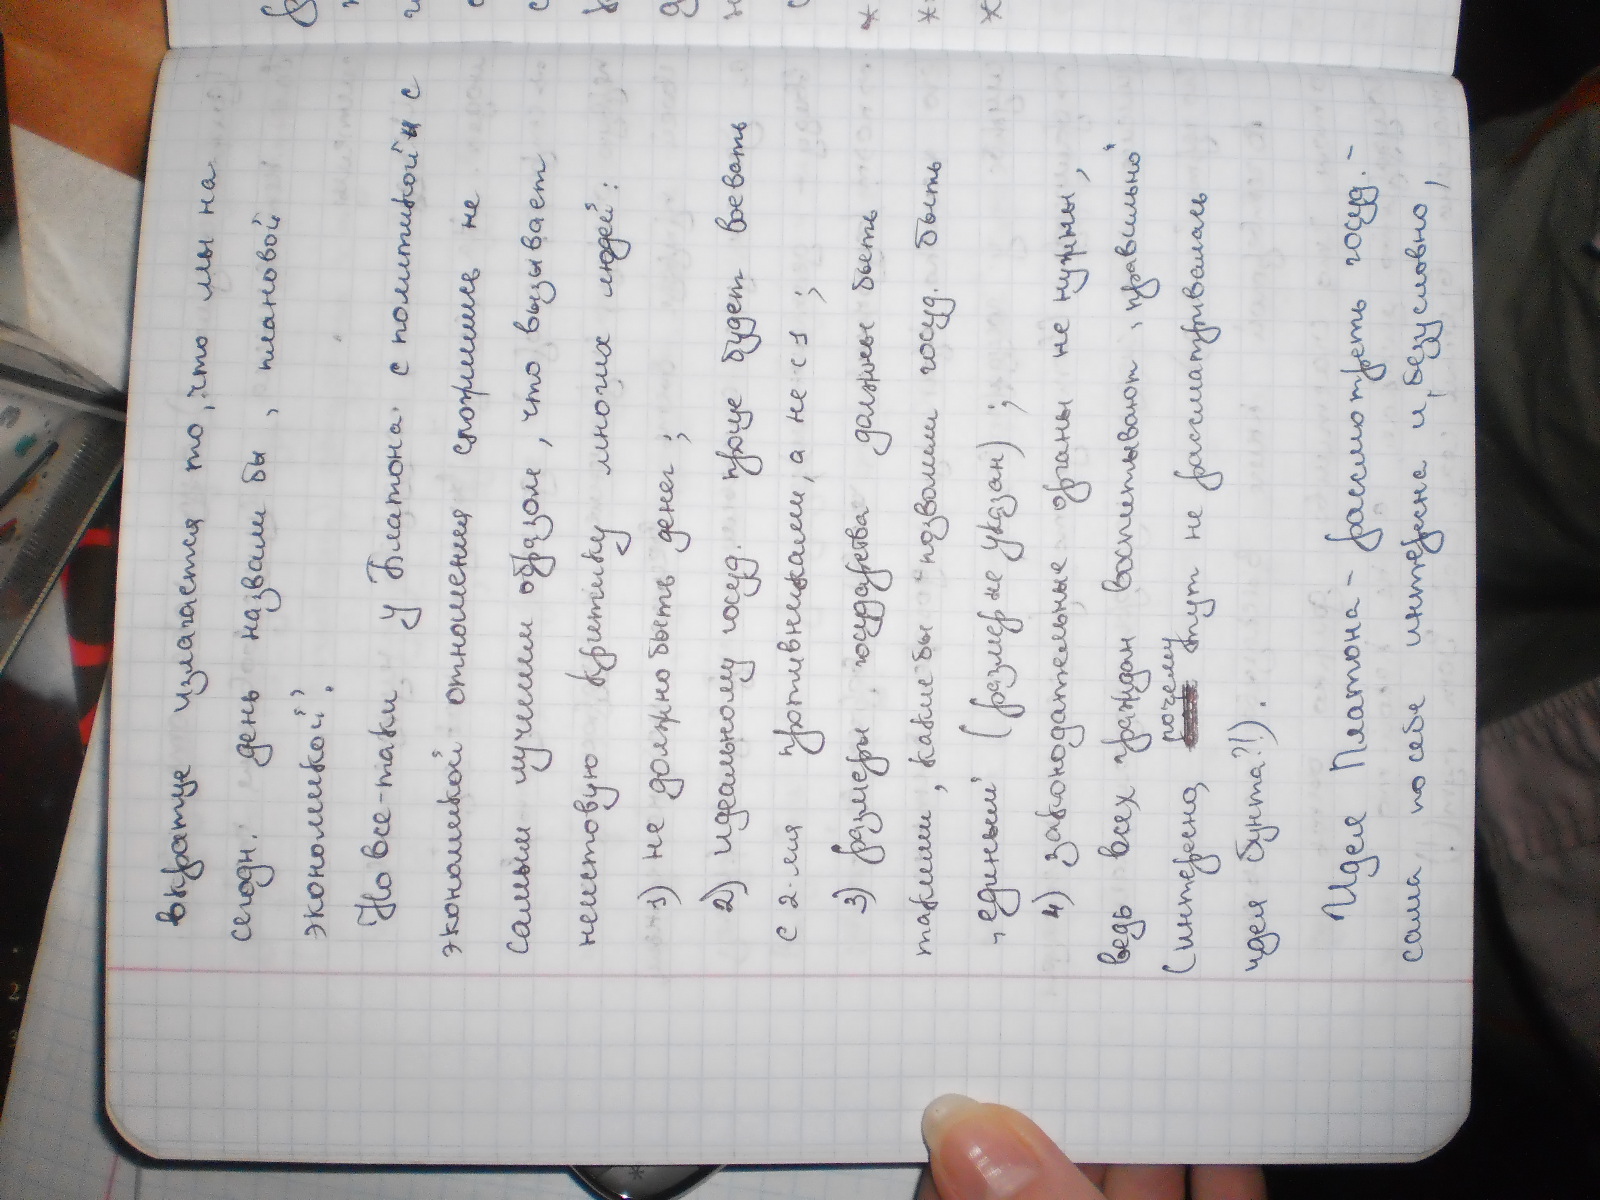 вкратце излагается то, что мы на
сегодн. день назвали бы „плановой
экономикой".
Но все-таки у Платона с политикой и с
экономикой отношения сложились не
самым лучшим образом, что вызывает
неистовую критику многих людей:
1) не должно быть денег;
2) идеальному госуд. проще будет воевать
с 2-мя противниками, а не с 1;
3) размеры государства должны быть
такими, какие бы позволили госуд. быть
„единым" (размер не указан);
4) законодательные органы не нужны,
ведь всех граждан воспитывают „правильно"
(интересно, почему тут не рассматривалась
идея бунта?!).
Идея Платона - рассмотреть госуд. -
сама по себе интересна и, безусловно,